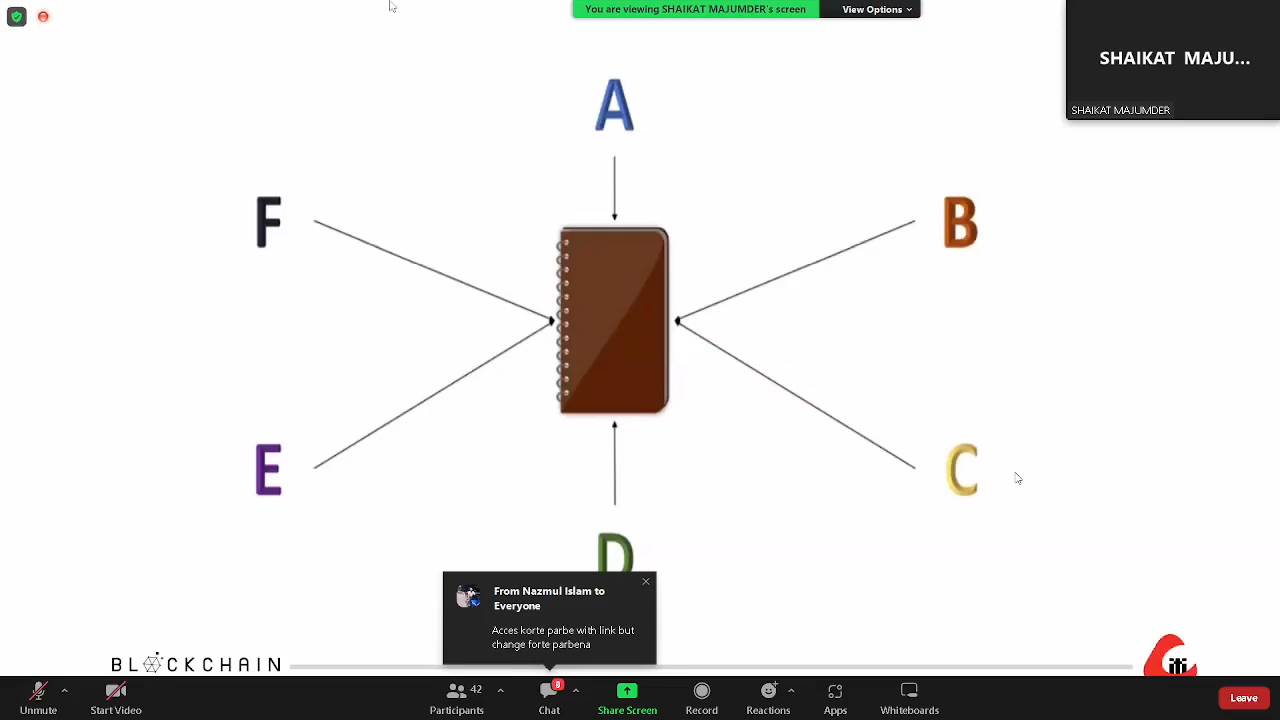 You are viewing SHAIKAT MAJUMDER's screen
View Options
SHAIKAT MAJU...
SHAIKAT MAJUMDER
A
F
B
E
C
D
From Nazmul Islam to
Everyone
Acces korte parbe with link but
change forte parbena
BLOCKCHAIN
iti
Unmute
Start Video
42
Participants
8
Chat
Share Screen
Record
Reactions
Apps
Whiteboards
Leave